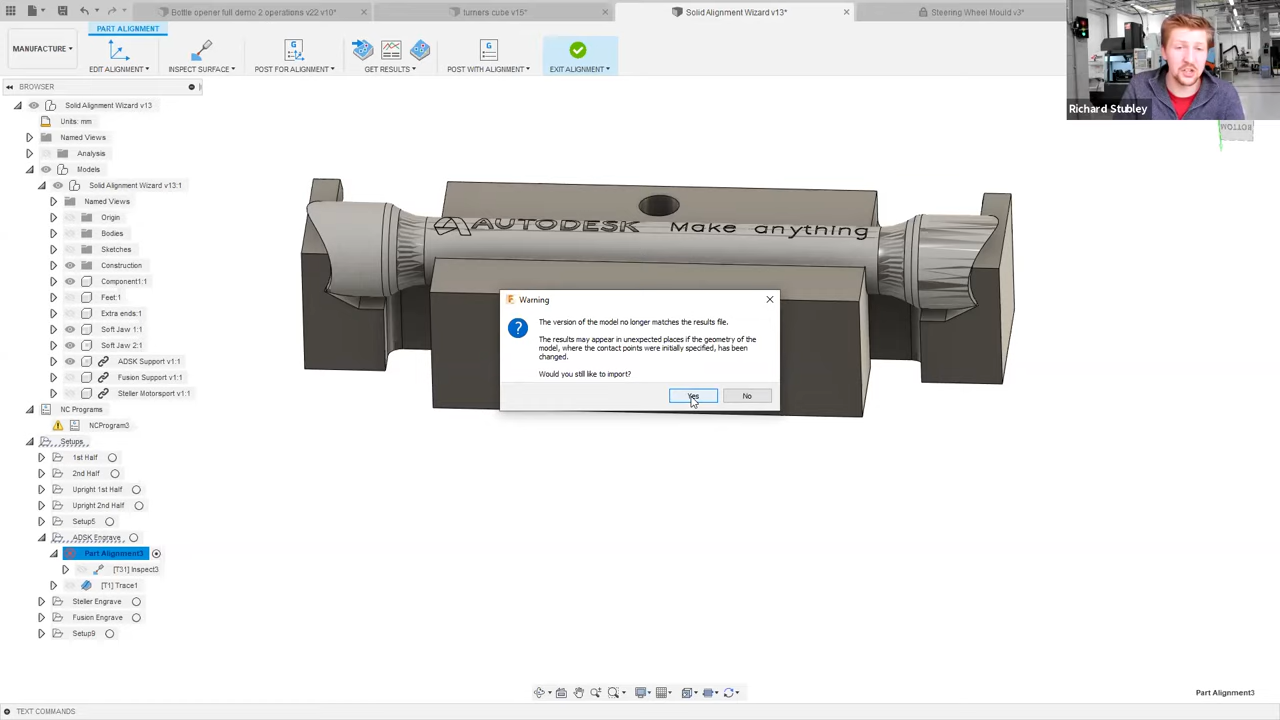 Bottle opener full demo 2 operations v22 v10*
turners cube v15*
Solid Alignment Wizard v13*
Steering Wheel Mould v3*
PART ALIGNMENT
MANUFACTURE
EDIT ALIGNMENT
INSPECT SURFACE
POST FOR ALIGNMENT
GET RESULTS
POST WITH ALIGNMENT
EXIT ALIGNMENT
Richard Stubley
BOTTOM
BROWSER
Solid Alignment Wizard v13
Units: mm
Named Views
Analysis
Models
Solid Alignment Wizard v13:1
Named Views
Origin
Bodies
Sketches
Construction
Component1:1
Feet:1
Extra ends:1
Soft Jaw 1:1
Soft Jaw 2:1
ADSK Support v1:1
Fusion Support v1:1
Steller Motorsport v1:1
NC Programs
NCProgram3
Setups
1st Half
2nd Half
Upright 1st Half
Upright 2nd Half
Setup5
ADSK Engrave
Part Alignment3
[T31] Inspect3
[T1] Trace1
Steller Engrave
Fusion Engrave
Setup9
AUTODESK Make anything
Warning
The version of the model no longer matches the results file.
The results may appear in unexpected places if the geometry of the
model, where the contact points were initially specified, has been
changed.
Would you still like to import?
Yes
No
Part Alignment3
TEXT COMMANDS